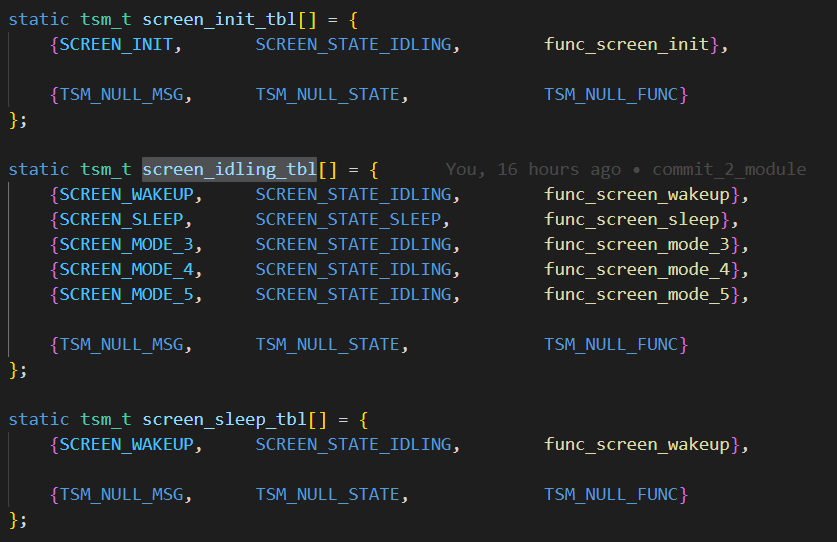 static tsm_t screen_init_tbl[] = {
    {SCREEN_INIT,       SCREEN_STATE_IDLING,        func_screen_init},
    {TSM_NULL_MSG,      TSM_NULL_STATE,             TSM_NULL_FUNC}
};
static tsm_t screen_idling_tbl[] = {       You, 16 hours ago • commit_2_module
    {SCREEN_WAKEUP,     SCREEN_STATE_IDLING,        func_screen_wakeup},
    {SCREEN_SLEEP,      SCREEN_STATE_SLEEP,         func_screen_sleep},
    {SCREEN_MODE_3,     SCREEN_STATE_IDLING,        func_screen_mode_3},
    {SCREEN_MODE_4,     SCREEN_STATE_IDLING,        func_screen_mode_4},
    {SCREEN_MODE_5,     SCREEN_STATE_IDLING,        func_screen_mode_5},
    {TSM_NULL_MSG,      TSM_NULL_STATE,             TSM_NULL_FUNC}
};
static tsm_t screen_sleep_tbl[] = {
    {SCREEN_WAKEUP,     SCREEN_STATE_IDLING,        func_screen_wakeup},
    {TSM_NULL_MSG,      TSM_NULL_STATE,             TSM_NULL_FUNC}
};